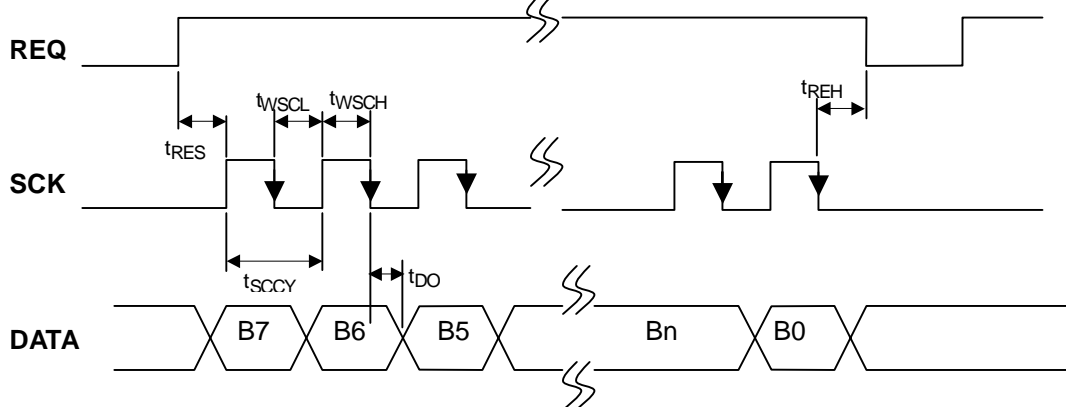 REQ
tWSCL
tWSCH
tREH
tRES
SCK
tSCCY
tDO
DATA
B7
B6
B5
Bn
B0